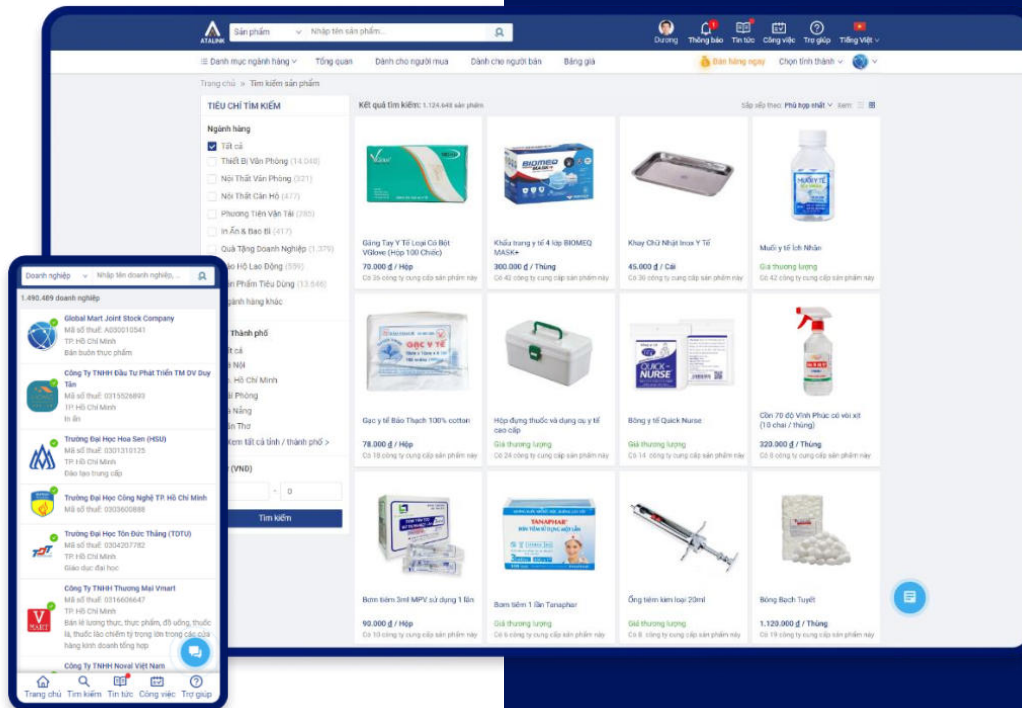 ATALINK
Sản phẩm
Nhập tên sản phẩm...
Dương
Thông báo
Tin tức
Công việc
Trợ giúp
Tiếng Việt
Danh mục ngành hàng
Tổng quan
Dành cho người mua
Dành cho người bán
Bảng giá
Bán hàng ngay
Chọn tỉnh thành
Trang chủ » Tìm kiếm sản phẩm
TIÊU CHÍ TÌM KIẾM
Ngành hàng
Tất cả
Thiết Bị Văn Phòng (14.048)
Nội Thất Văn Phòng (321)
Nội Thất Căn Hộ (477)
Phương Tiện Vận Tải (285)
In Ấn & Bao Bì (417)
Quà Tặng Doanh Nghiệp (1.379)
ảo Hộ Lao Động (559)
n Phẩm Tiêu Dùng (13.648)
gành hàng khác
Thành phố
ất cả
à Nội
. Hồ Chí Minh
ải Phòng
à Nẵng
ần Thơ
Xem tất cả tỉnh / thành phố >
(VND)
- 0
Tìm kiếm
Kết quả tìm kiếm: 1.124.648 sản phẩm
Sắp xếp theo: Phù hợp nhất
Xem:
VGlove
BIOMEQ
MASK+
MUỐI Y TẾ
Găng Tay Y Tế Loại Có Bột
VGlove (Hộp 100 Chiếc)
70.000 ₫ / Hộp
Có 35 công ty cung cấp sản phẩm này
Khẩu trang y tế 4 lớp BIOMEQ
MASK+
300.000 ₫ / Thùng
Có 42 công ty cung cấp sản phẩm này
Khay Chữ Nhật Inox Y Tế
45.000 ₫ / Cái
Có 36 công ty cung cấp sản phẩm này
Muối y tế Ích Nhân
Giá thương lượng
Có 42 công ty cung cấp sản phẩm này
GẠC Y TẾ
QUICK-
NURSE
Gạc y tế Bảo Thạch 100% cotton
78.000 ₫ / Hộp
Có 18 công ty cung cấp sản phẩm này
Hộp đựng thuốc và dụng cụ y tế
cao cấp
Giá thương lượng
Có 24 công ty cung cấp sản phẩm này
Bông y tế Quick Nurse
Giá thương lượng
Có 14 công ty cung cấp sản phẩm này
Cồn 70 độ Vĩnh Phúc có vòi xịt
(10 chai / thùng)
320.000 ₫ / Thùng
Có 6 công ty cung cấp sản phẩm này
TANAPHAR
BƠM TIÊM SỬ DỤNG MỘT LẦN
Bơm tiêm 3ml MPV sử dụng 1 lần
90.000 ₫ / Hộp
Có 10 công ty cung cấp sản phẩm này
Bơm tiêm 1 lần Tanaphar
Giá thương lượng
Có 6 công ty cung cấp sản phẩm này
Ống tiêm kim loại 20ml
Giá thương lượng
Có 8 công ty cung cấp sản phẩm này
Bông Bạch Tuyết
1.120.000 ₫ / Thùng
Có 19 công ty cung cấp sản phẩm này
Doanh nghiệp
Nhập tên doanh nghiệp, ...
1.490.489 doanh nghiệp
Global Mart Joint Stock Company
Mã số thuế: A030010541
TP. Hồ Chí Minh
Bán buôn thực phẩm
Công Ty TNHH Đầu Tư Phát Triển TM DV Duy
Tân
Mã số thuế: 0315526893
TP. Hồ Chí Minh
In ấn
Trường Đại Học Hoa Sen (HSU)
Mã số thuế: 0301310125
TP. Hồ Chí Minh
Đào tạo trung cấp
Trường Đại Học Công Nghệ TP. Hồ Chí Minh
Mã số thuế: 0303600888
Trường Đại Học Tôn Đức Thắng (TDTU)
Mã số thuế: 0304207782
TP. Hồ Chí Minh
Giáo dục đại học
V
MART
Công Ty TNHH Thương Mại Vmart
Mã số thuế: 0316606647
TP. Hồ Chí Minh
Bán lẻ lương thực, thực phẩm, đồ uống, thuốc
lá, thuốc lào chiếm tỷ trọng lớn trong các cửa
hàng kinh doanh tổng hợp
Công Ty TNHH Noval Việt Nam
Trang chủ
Tìm kiếm
Tin tức
Công việc
Trợ giúp